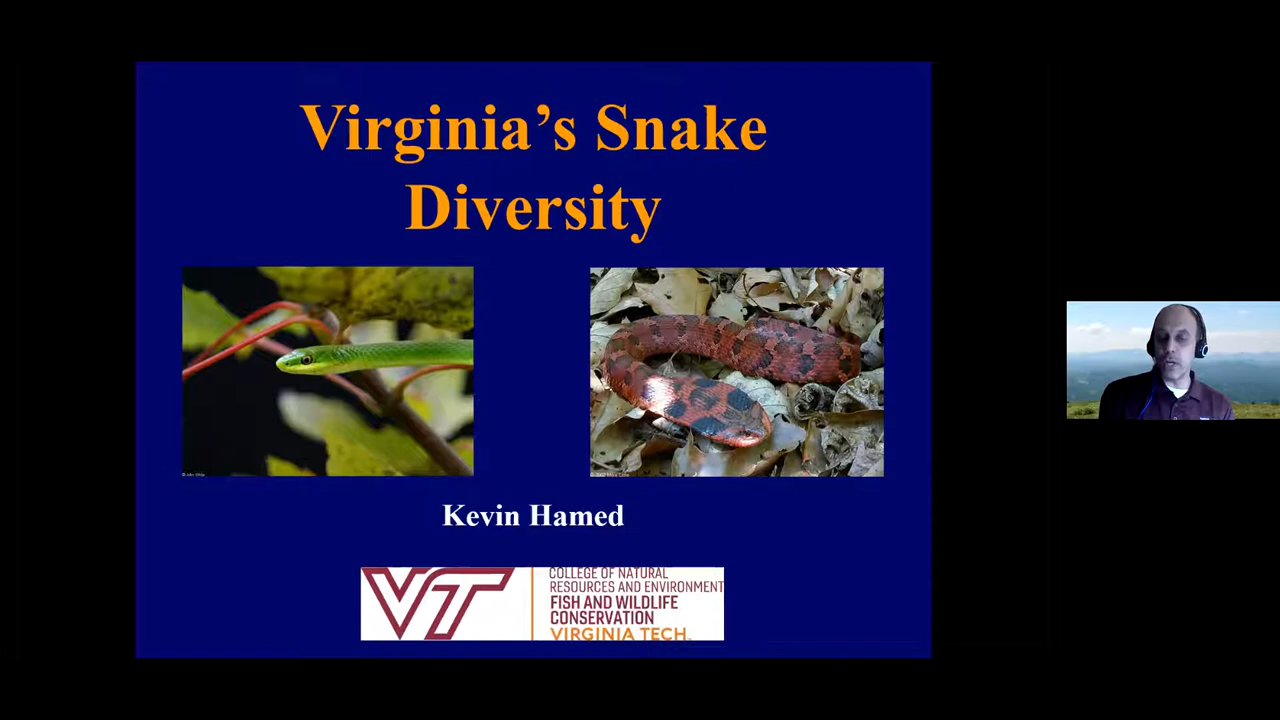 Virginia’s Snake
Diversity
Kevin Hamed
VT
COLLEGE OF NATURAL
RESOURCES AND ENVIRONMENT
FISH AND WILDLIFE
CONSERVATION
VIRGINIA TECH